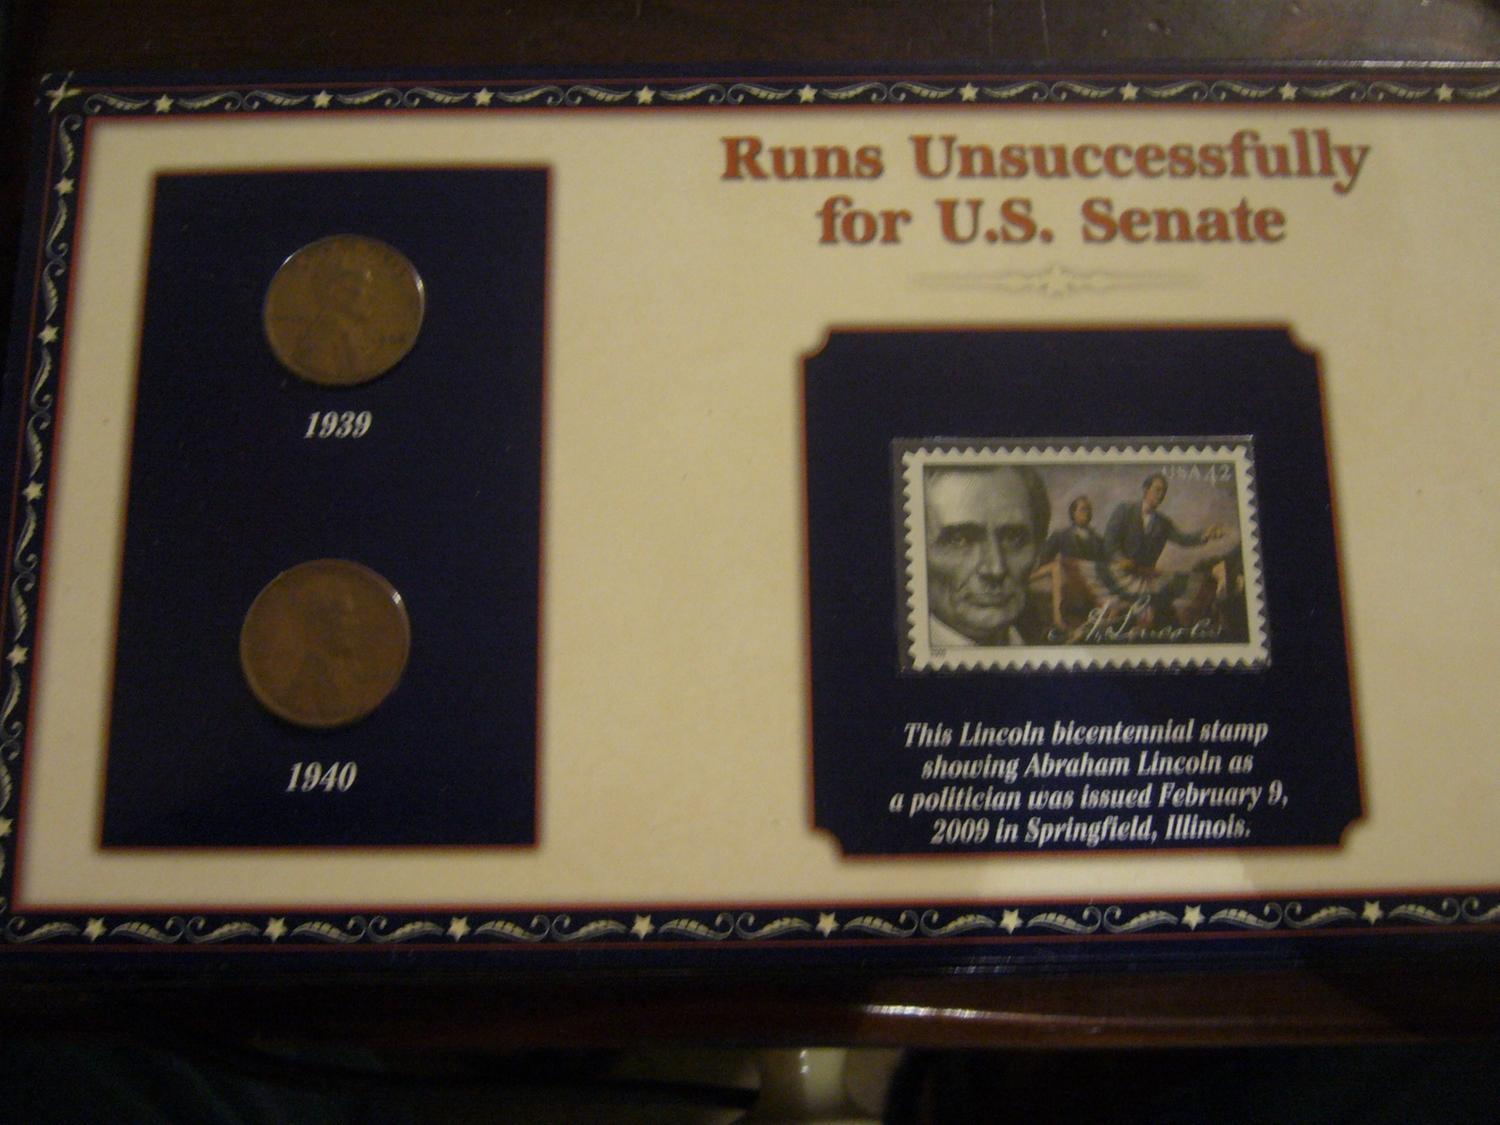 Runs Unsuccessfully
for U.S. Senate
1939
1940
USA 42
A. Lincoln
This Lincoln bicentennial stamp
showing Abraham Lincoln as
a politician was issued February 9,
2009 in Springfield, Illinois.